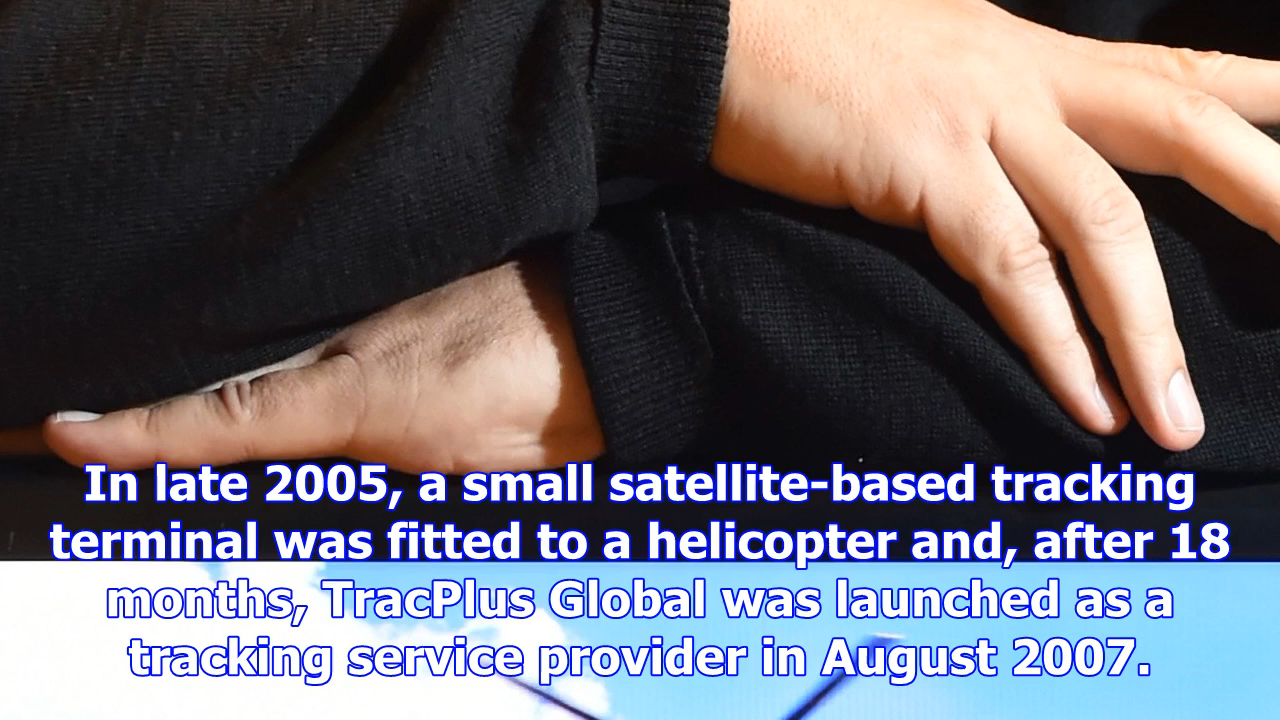 In late 2005, a small satellite-based tracking
terminal was fitted to a helicopter and, after 18
months, TracPlus Global was launched as a
tracking service provider in August 2007.